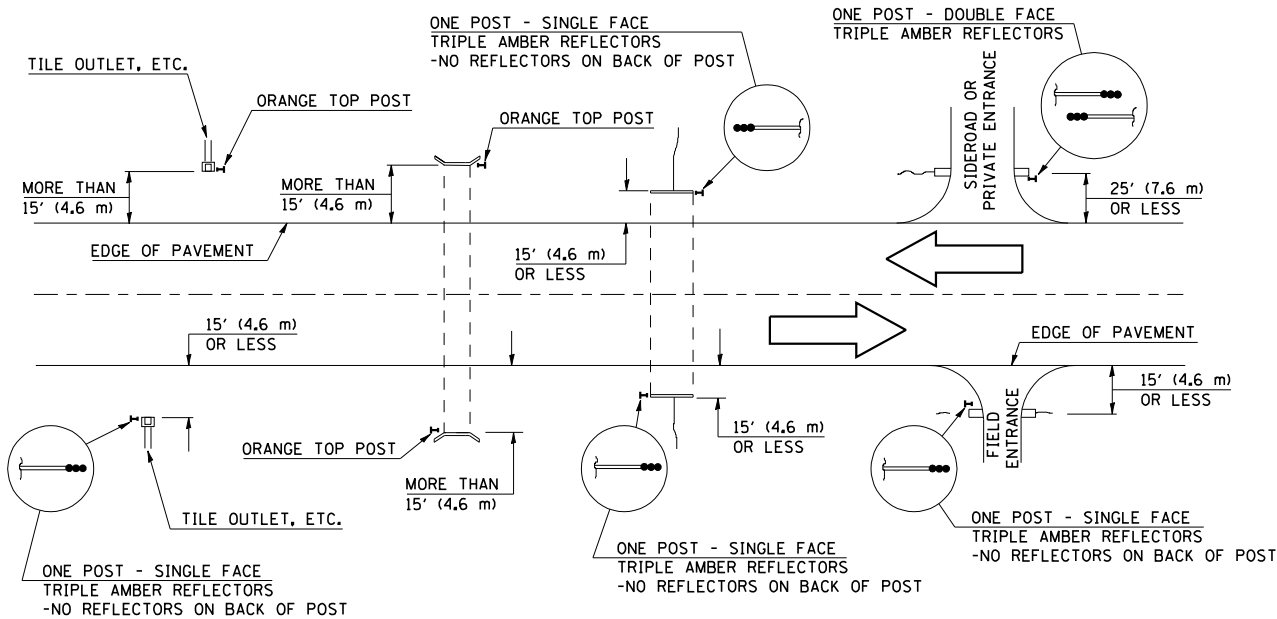 ONE POST - SINGLE FACE
TRIPLE AMBER REFLECTORS
-NO REFLECTORS ON BACK OF POST
ONE POST - DOUBLE FACE
TRIPLE AMBER REFLECTORS
TILE OUTLET, ETC.
ORANGE TOP POST
ORANGE TOP POST
SIDEROAD OR
PRIVATE ENTRANCE
MORE THAN
15' (4.6 m)
MORE THAN
15' (4.6 m)
25' (7.6 m)
OR LESS
EDGE OF PAVEMENT
15' (4.6 m)
OR LESS
15' (4.6 m)
OR LESS
EDGE OF PAVEMENT
15' (4.6 m)
OR LESS
15' (4.6 m)
OR LESS
ORANGE TOP POST
FIELD
ENTRANCE
MORE THAN
15' (4.6 m)
TILE OUTLET, ETC.
ONE POST - SINGLE FACE
TRIPLE AMBER REFLECTORS
-NO REFLECTORS ON BACK OF POST
ONE POST - SINGLE FACE
TRIPLE AMBER REFLECTORS
-NO REFLECTORS ON BACK OF POST
ONE POST - SINGLE FACE
TRIPLE AMBER REFLECTORS
-NO REFLECTORS ON BACK OF POST